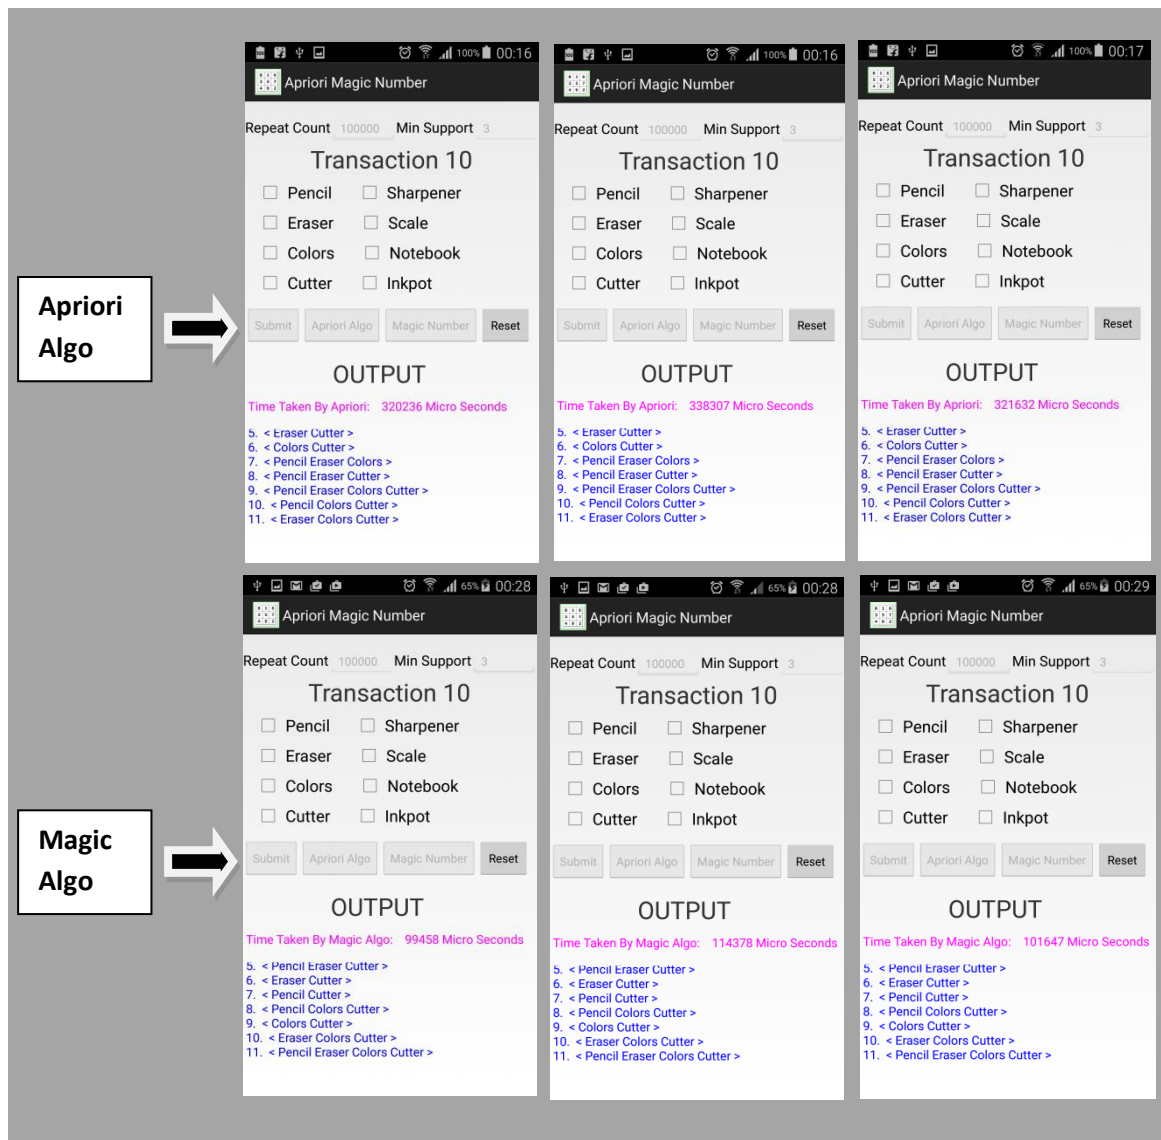 100% 00:16
Apriori Magic Number
Repeat Count 100000 Min Support 3
Transaction 10
Pencil Sharpener
Eraser Scale
Colors Notebook
Cutter Inkpot
Submit Apriori Algo Magic Number Reset
OUTPUT
Time Taken By Apriori: 320236 Micro Seconds
5. < Eraser Cutter >
6. < Colors Cutter >
7. < Pencil Eraser Colors >
8. < Pencil Eraser Cutter >
9. < Pencil Eraser Colors Cutter >
10. < Pencil Colors Cutter >
11. < Eraser Colors Cutter >
100% 00:16
Apriori Magic Number
Repeat Count 100000 Min Support 3
Transaction 10
Pencil Sharpener
Eraser Scale
Colors Notebook
Cutter Inkpot
Submit Apriori Algo Magic Number Reset
OUTPUT
Time Taken By Apriori: 338307 Micro Seconds
5. < Eraser Cutter >
6. < Colors Cutter >
7. < Pencil Eraser Colors >
8. < Pencil Eraser Cutter >
9. < Pencil Eraser Colors Cutter >
10. < Pencil Colors Cutter >
11. < Eraser Colors Cutter >
100% 00:17
Apriori Magic Number
Repeat Count 100000 Min Support 3
Transaction 10
Pencil Sharpener
Eraser Scale
Colors Notebook
Cutter Inkpot
Submit Apriori Algo Magic Number Reset
OUTPUT
Time Taken By Apriori: 321632 Micro Seconds
5. < Eraser Cutter >
6. < Colors Cutter >
7. < Pencil Eraser Colors >
8. < Pencil Eraser Cutter >
9. < Pencil Eraser Colors Cutter >
10. < Pencil Colors Cutter >
11. < Eraser Colors Cutter >
Apriori
Algo
65% 00:28
Apriori Magic Number
Repeat Count 100000 Min Support 3
Transaction 10
Pencil Sharpener
Eraser Scale
Colors Notebook
Cutter Inkpot
Submit Apriori Algo Magic Number Reset
OUTPUT
Time Taken By Magic Algo: 99458 Micro Seconds
5. < Pencil Eraser Cutter >
6. < Eraser Cutter >
7. < Pencil Cutter >
8. < Pencil Colors Cutter >
9. < Colors Cutter >
10. < Eraser Colors Cutter >
11. < Pencil Eraser Colors Cutter >
65% 00:28
Apriori Magic Number
Repeat Count 100000 Min Support 3
Transaction 10
Pencil Sharpener
Eraser Scale
Colors Notebook
Cutter Inkpot
Submit Apriori Algo Magic Number Reset
OUTPUT
Time Taken By Magic Algo: 114378 Micro Seconds
5. < Pencil Eraser Cutter >
6. < Eraser Cutter >
7. < Pencil Cutter >
8. < Pencil Colors Cutter >
9. < Colors Cutter >
10. < Eraser Colors Cutter >
11. < Pencil Eraser Colors Cutter >
65% 00:29
Apriori Magic Number
Repeat Count 100000 Min Support 3
Transaction 10
Pencil Sharpener
Eraser Scale
Colors Notebook
Cutter Inkpot
Submit Apriori Algo Magic Number Reset
OUTPUT
Time Taken By Magic Algo: 101647 Micro Seconds
5. < Pencil Eraser Cutter >
6. < Eraser Cutter >
7. < Pencil Cutter >
8. < Pencil Colors Cutter >
9. < Colors Cutter >
10. < Eraser Colors Cutter >
11. < Pencil Eraser Colors Cutter >
Magic
Algo